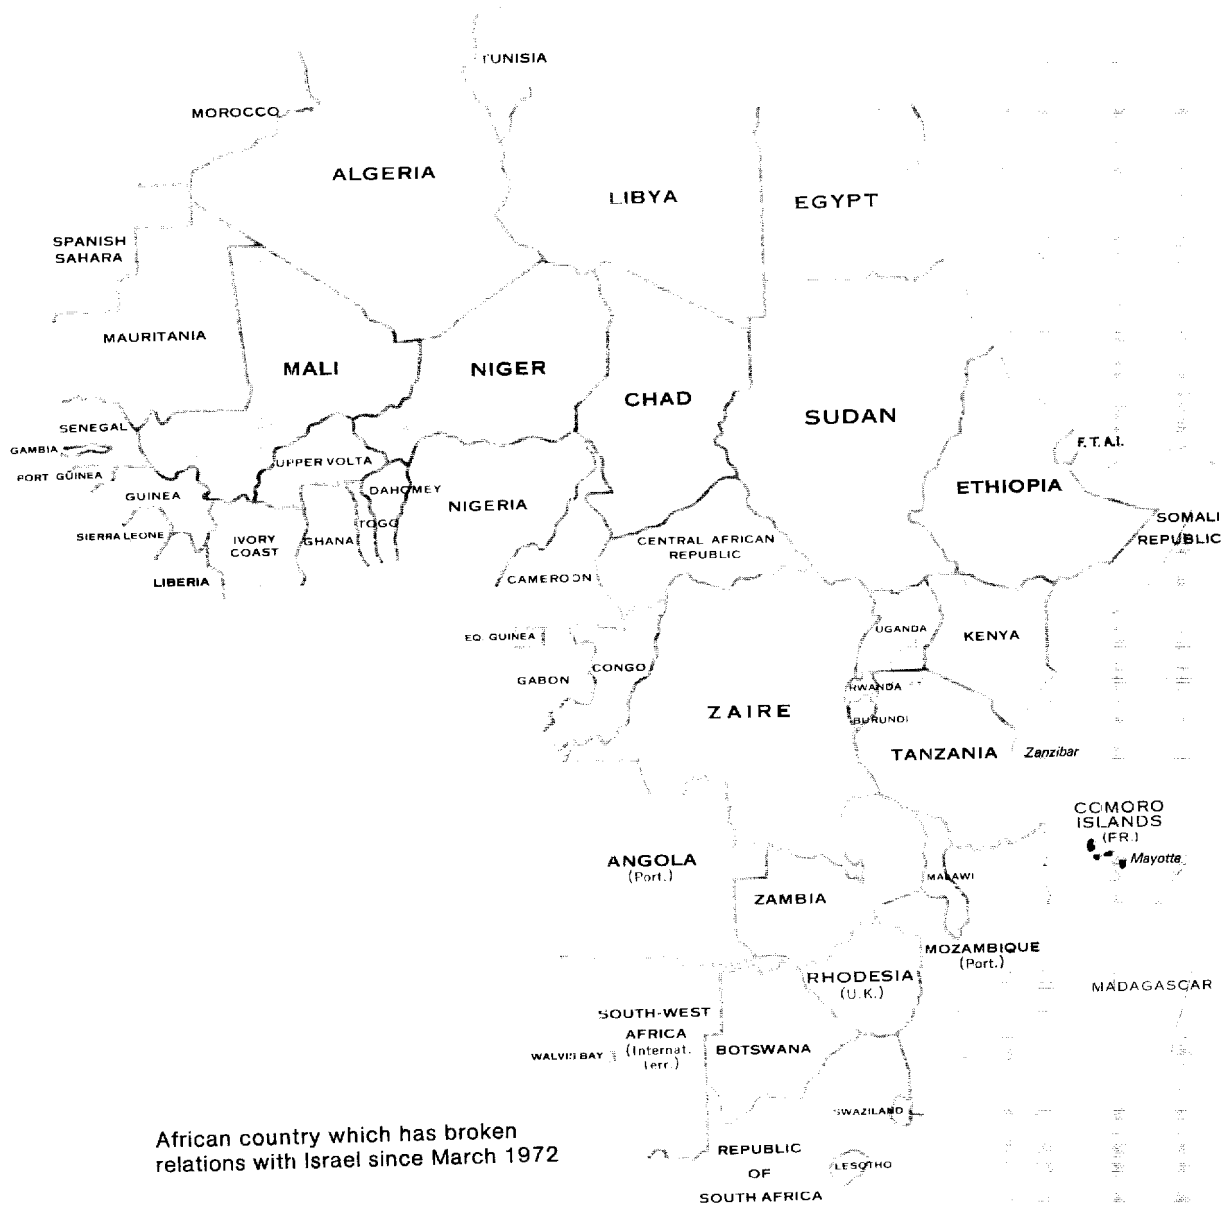 TUNISIA
MOROCCO
ALGERIA
LIBYA
EGYPT
SPANISH
SAHARA
MAURITANIA
MALI
NIGER
CHAD
SUDAN
SENEGAL
GAMBIA
PORT GUINEA
GUINEA
SIERRA LEONE
LIBERIA
IVORY
COAST
UPPER VOLTA
GHANA
TOGO
DAHOMEY
NIGERIA
CAMEROON
CENTRAL AFRICAN
REPUBLIC
F.T.A.I.
ETHIOPIA
SOMALI
REPUBLIC
EQ. GUINEA
GABON
CONGO
ZAIRE
UGANDA
KENYA
RWANDA
BURUNDI
TANZANIA
Zanzibar
COMORO
ISLANDS
(FR.)
Mayotte
ANGOLA
(Port.)
ZAMBIA
MALAWI
MOZAMBIQUE
(Port.)
RHODESIA
(U.K.)
MADAGASCAR
SOUTH-WEST
AFRICA
(Internat.
Terr.)
WALVIS BAY
BOTSWANA
SWAZILAND
LESOTHO
REPUBLIC
OF
SOUTH AFRICA
African country which has broken
relations with Israel since March 1972